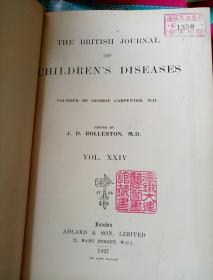 THE BRITISH JOURNAL
OF
CHILDREN'S DISEASES
FOUNDED BY GEORGE CARPENTER, M.D.
EDITED BY
J. D. ROLLESTON, M.D.
VOL. XXIV
London
ADLARD & SON, LIMITED
21, HART STREET, W.C.1.
1927